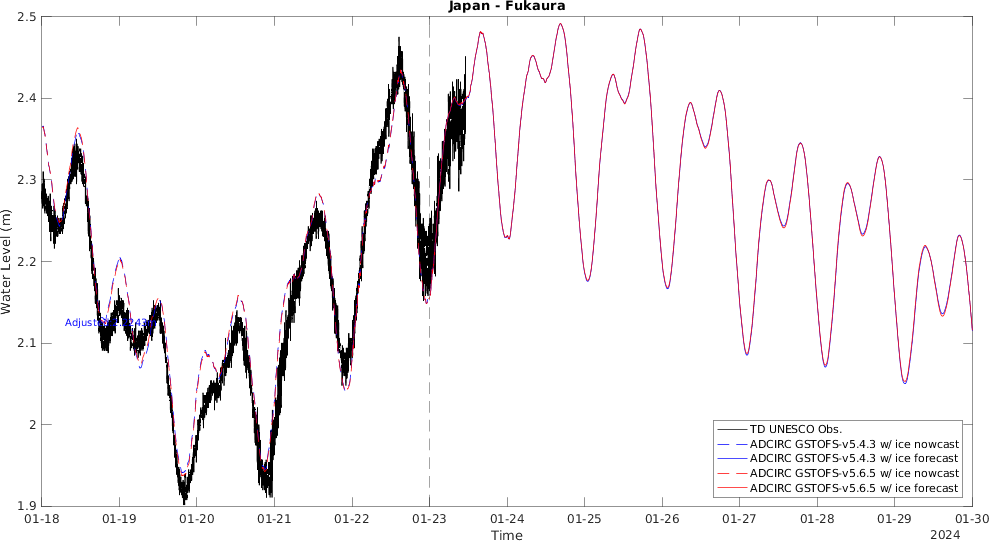 Japan - Fukaura
Water Level (m)
2.5
2.4
2.3
2.2
2.1
2
1.9
01-18 01-19 01-20 01-21 01-22 01-23 01-24 01-25 01-26 01-27 01-28 01-29 01-30
Time
2024
TD UNESCO Obs.
ADCIRC GSTOFS-v5.4.3 w/ ice nowcast
ADCIRC GSTOFS-v5.4.3 w/ ice forecast
ADCIRC GSTOFS-v5.6.5 w/ ice nowcast
ADCIRC GSTOFS-v5.6.5 w/ ice forecast